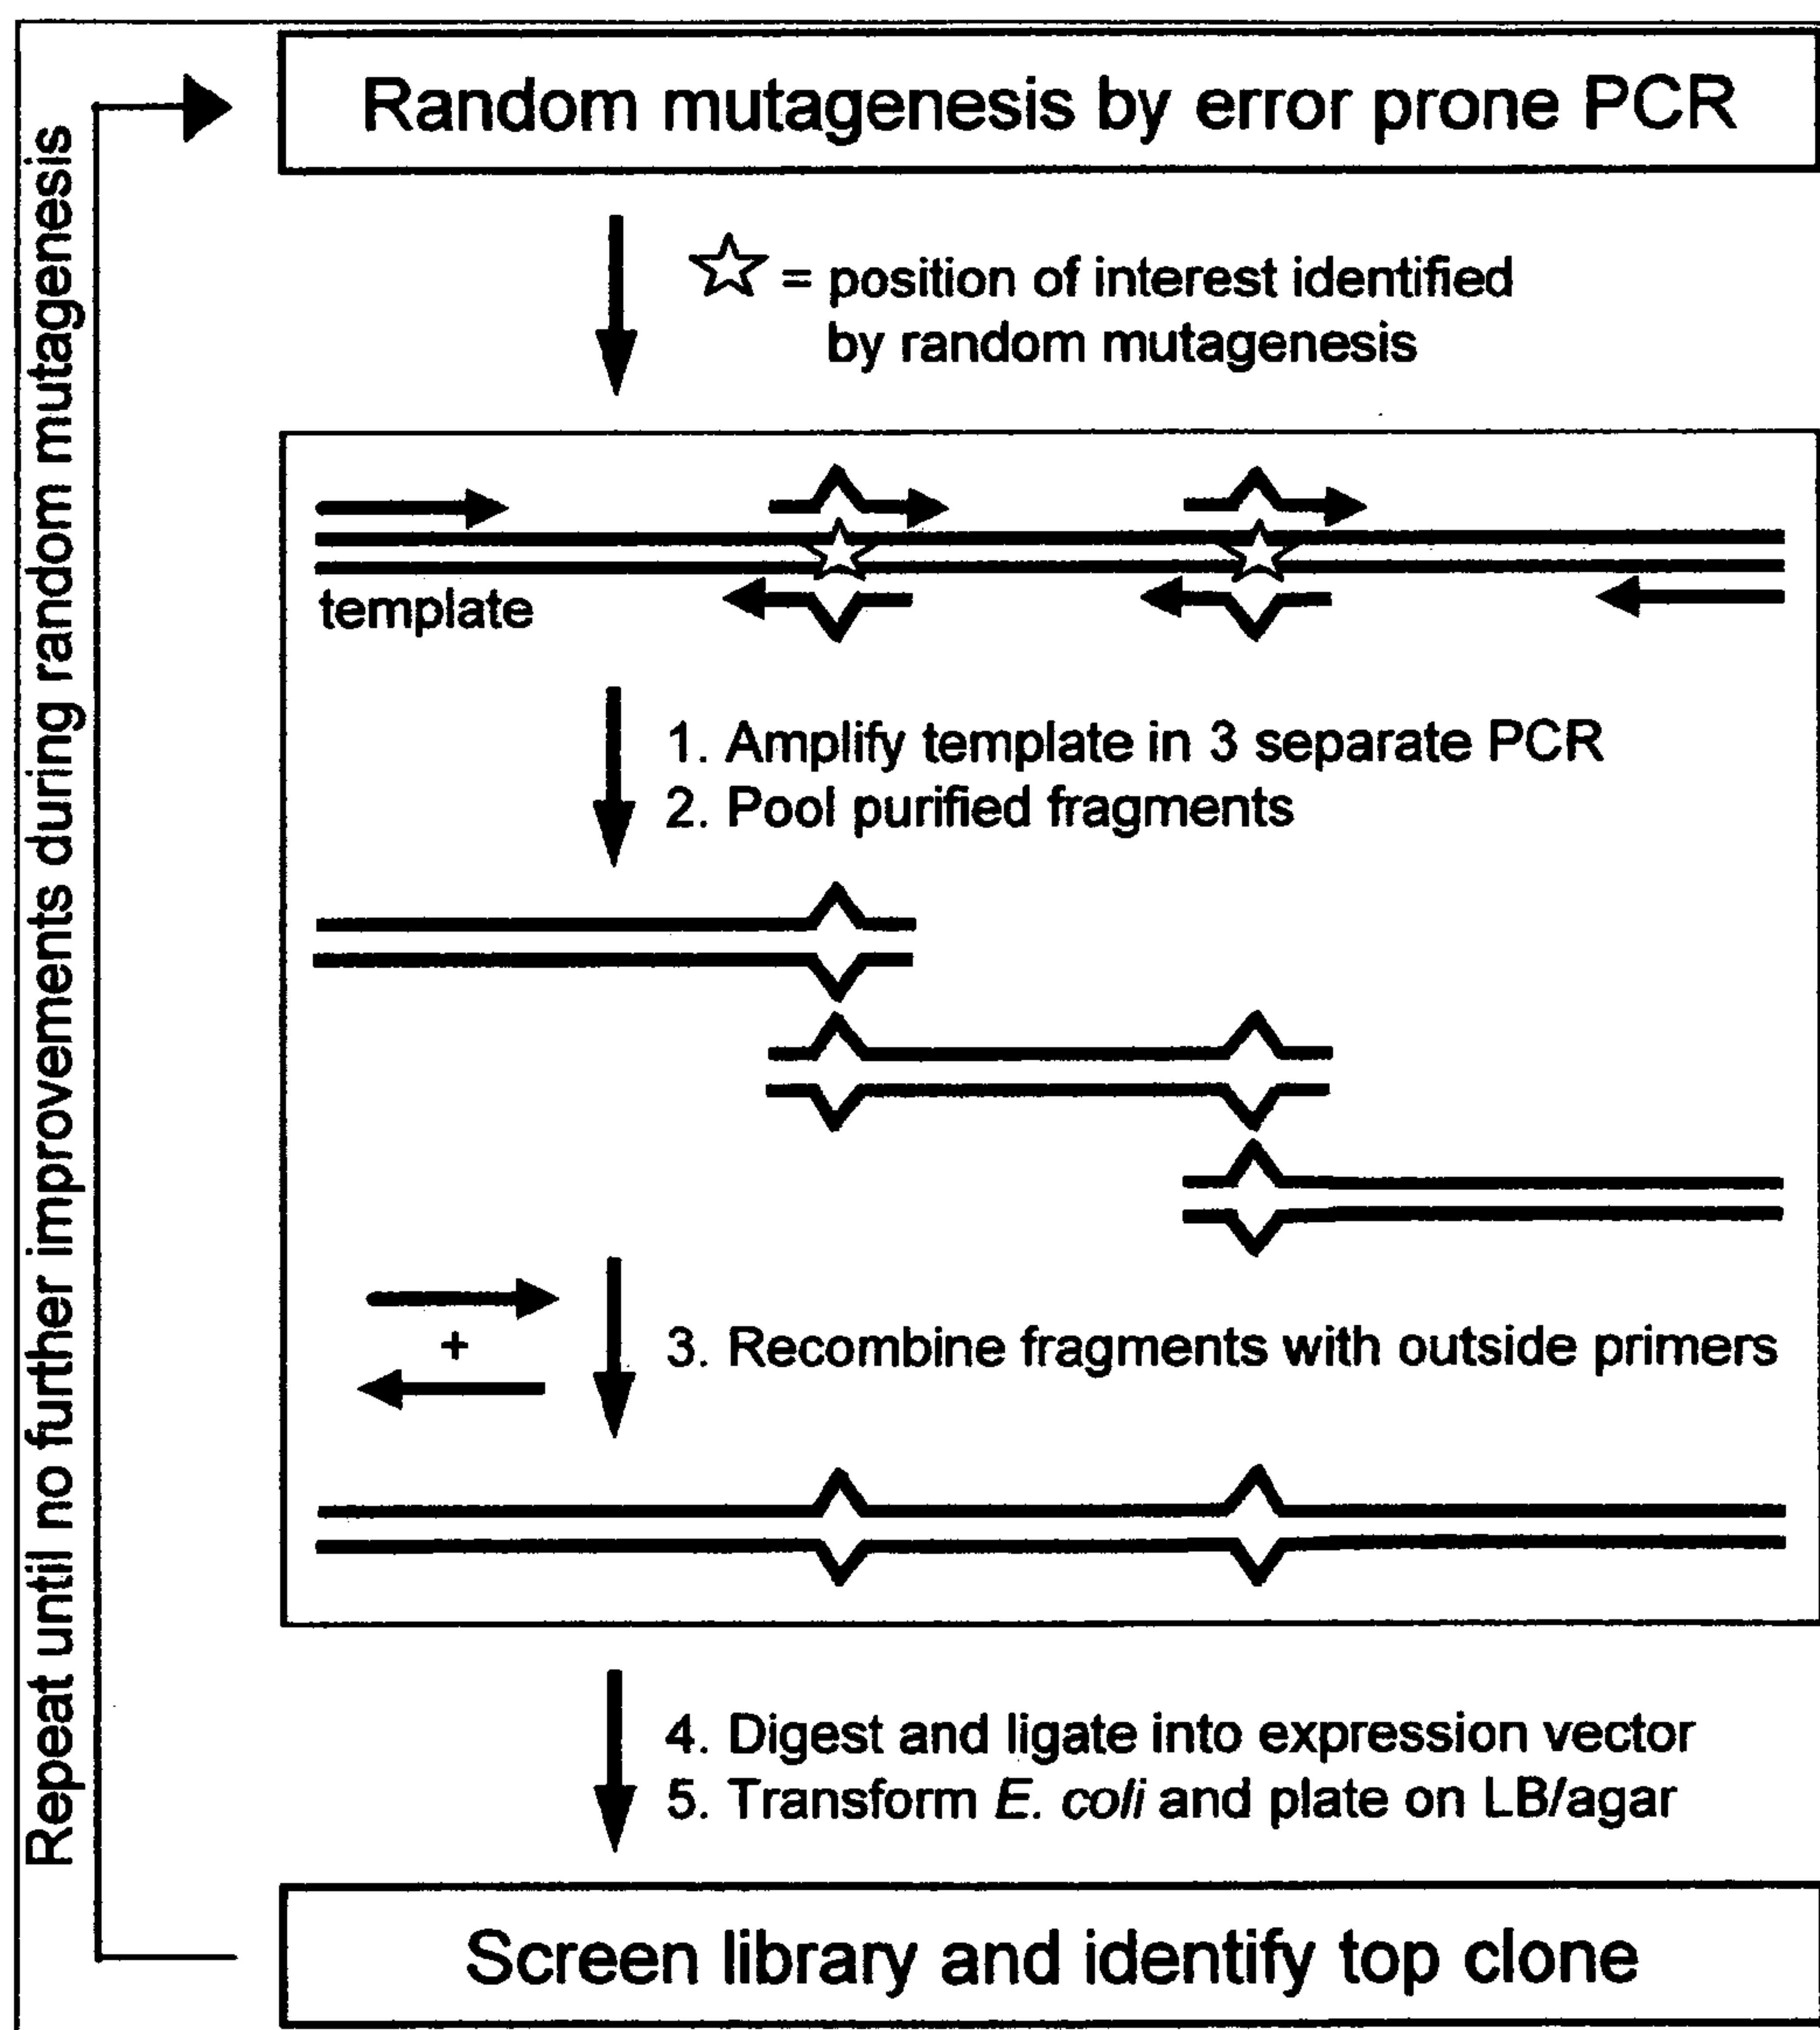 Random mutagenesis by error prone PCR
= position of interest identified
by random mutagenesis
template
1. Amplify template in 3 separate PCR
2. Pool purified fragments
+
3. Recombine fragments with outside primers
4. Digest and ligate into expression vector
5. Transform E. coli and plate on LB/agar
Screen library and identify top clone
Repeat until no further improvements during random mutagenesis